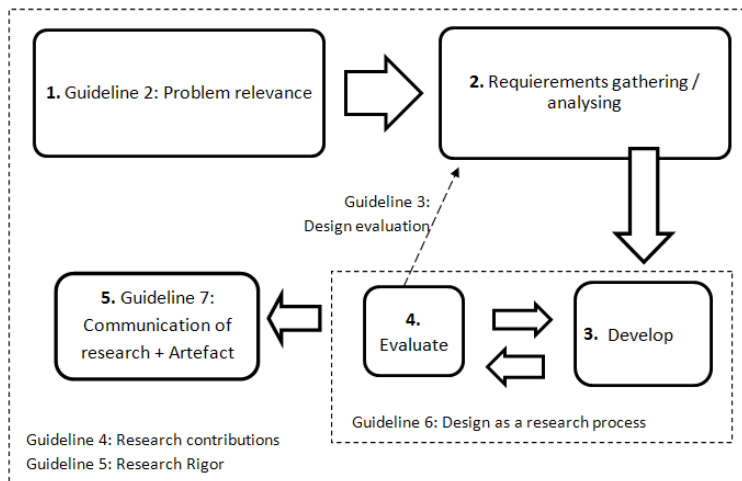 1. Guideline 2: Problem relevance
2. Requierements gathering /
analysing
Guideline 3:
Design evaluation
5. Guideline 7:
Communication of
research + Artefact
4.
Evaluate
3. Develop
Guideline 6: Design as a research process
Guideline 4: Research contributions
Guideline 5: Research Rigor